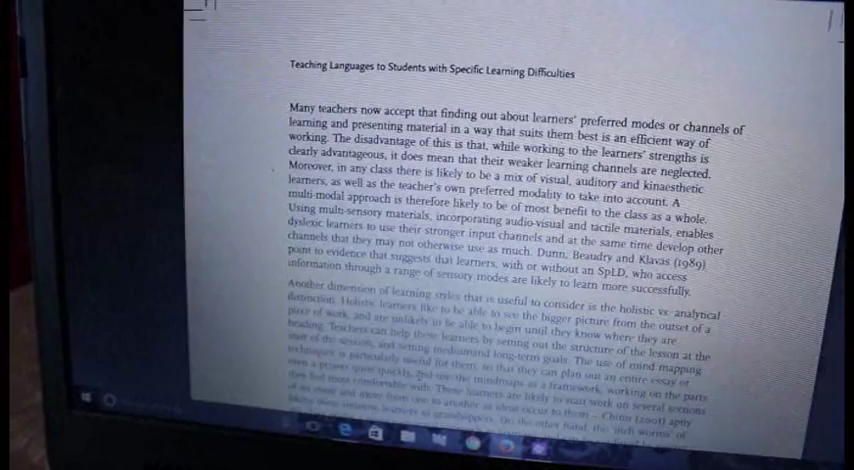 Teaching Languages to Students with Specific Learning Difficulties
Many teachers now accept that finding out about learners' preferred modes or channels of
learning and presenting material in a way that suits them best is an efficient way of
working. The disadvantage of this is that, while working to the learners' strengths is
clearly advantageous, it does mean that their weaker learning channels are neglected.
Moreover, in any class there is likely to be a mix of visual, auditory and kinaesthetic
learners, as well as the teacher's own preferred modality to take into account. A
multi-modal approach is therefore likely to be of most benefit to the class as a whole.
Using multi-sensory materials, incorporating audio-visual and tactile materials, enables
dyslexic learners to use their stronger input channels and at the same time develop other
channels that they may not otherwise use as much. Dunn, Beaudry and Klavas (1989)
point to evidence that suggests that learners, with or without an SpLD, who access
information through a range of sensory modes are likely to learn more successfully.
Another dimension of learning styles that is useful to consider is the holistic vs. analytical
distinction. Holistic learners like to be able to see the bigger picture from the outset of a
piece of work, and are unlikely to be able to begin until they know where they are
heading. Teachers can help these learners by setting out the structure of the lesson at the
start of the session, and setting medium and long-term goals. The use of mind mapping
techniques is particularly useful for them, so that they can plan out an entire essay or
even a project quite quickly, and use the mindmaps as a framework, working on the parts
they feel most comfortable with. These learners are likely to start work on several sections
at once and move from one to another as ideas occur to them – Chinn (2001) aptly
learners as grasshoppers. On the other hand, the 'inch worms' of